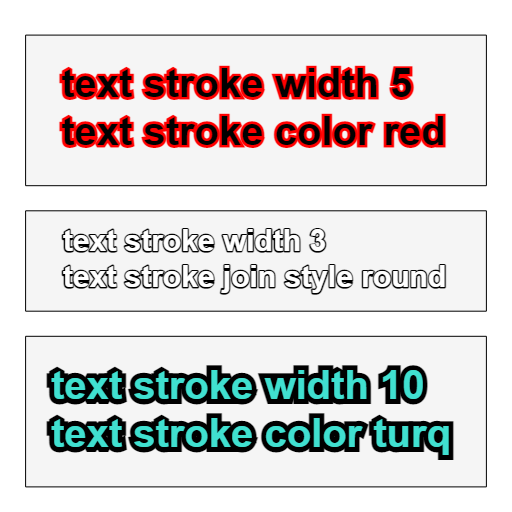 text stroke width 5
text stroke color red
text stroke width 3
text stroke join style round
text stroke width 10
text stroke color turq